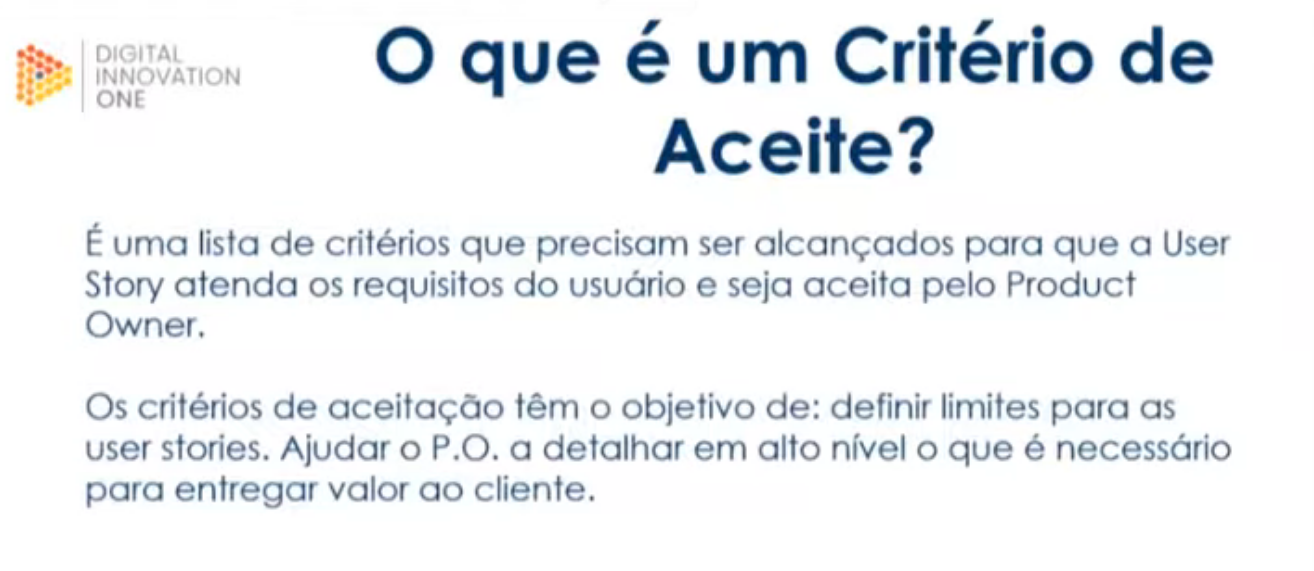 DIGITAL
INNOVATION
ONE
O que é um Critério de
Aceite?
É uma lista de critérios que precisam ser alcançados para que a User
Story atenda os requisitos do usuário e seja aceita pelo Product
Owner.
Os critérios de aceitação têm o objetivo de: definir limites para as
user stories. Ajudar o P.O. a detalhar em alto nível o que é necessário
para entregar valor ao cliente.